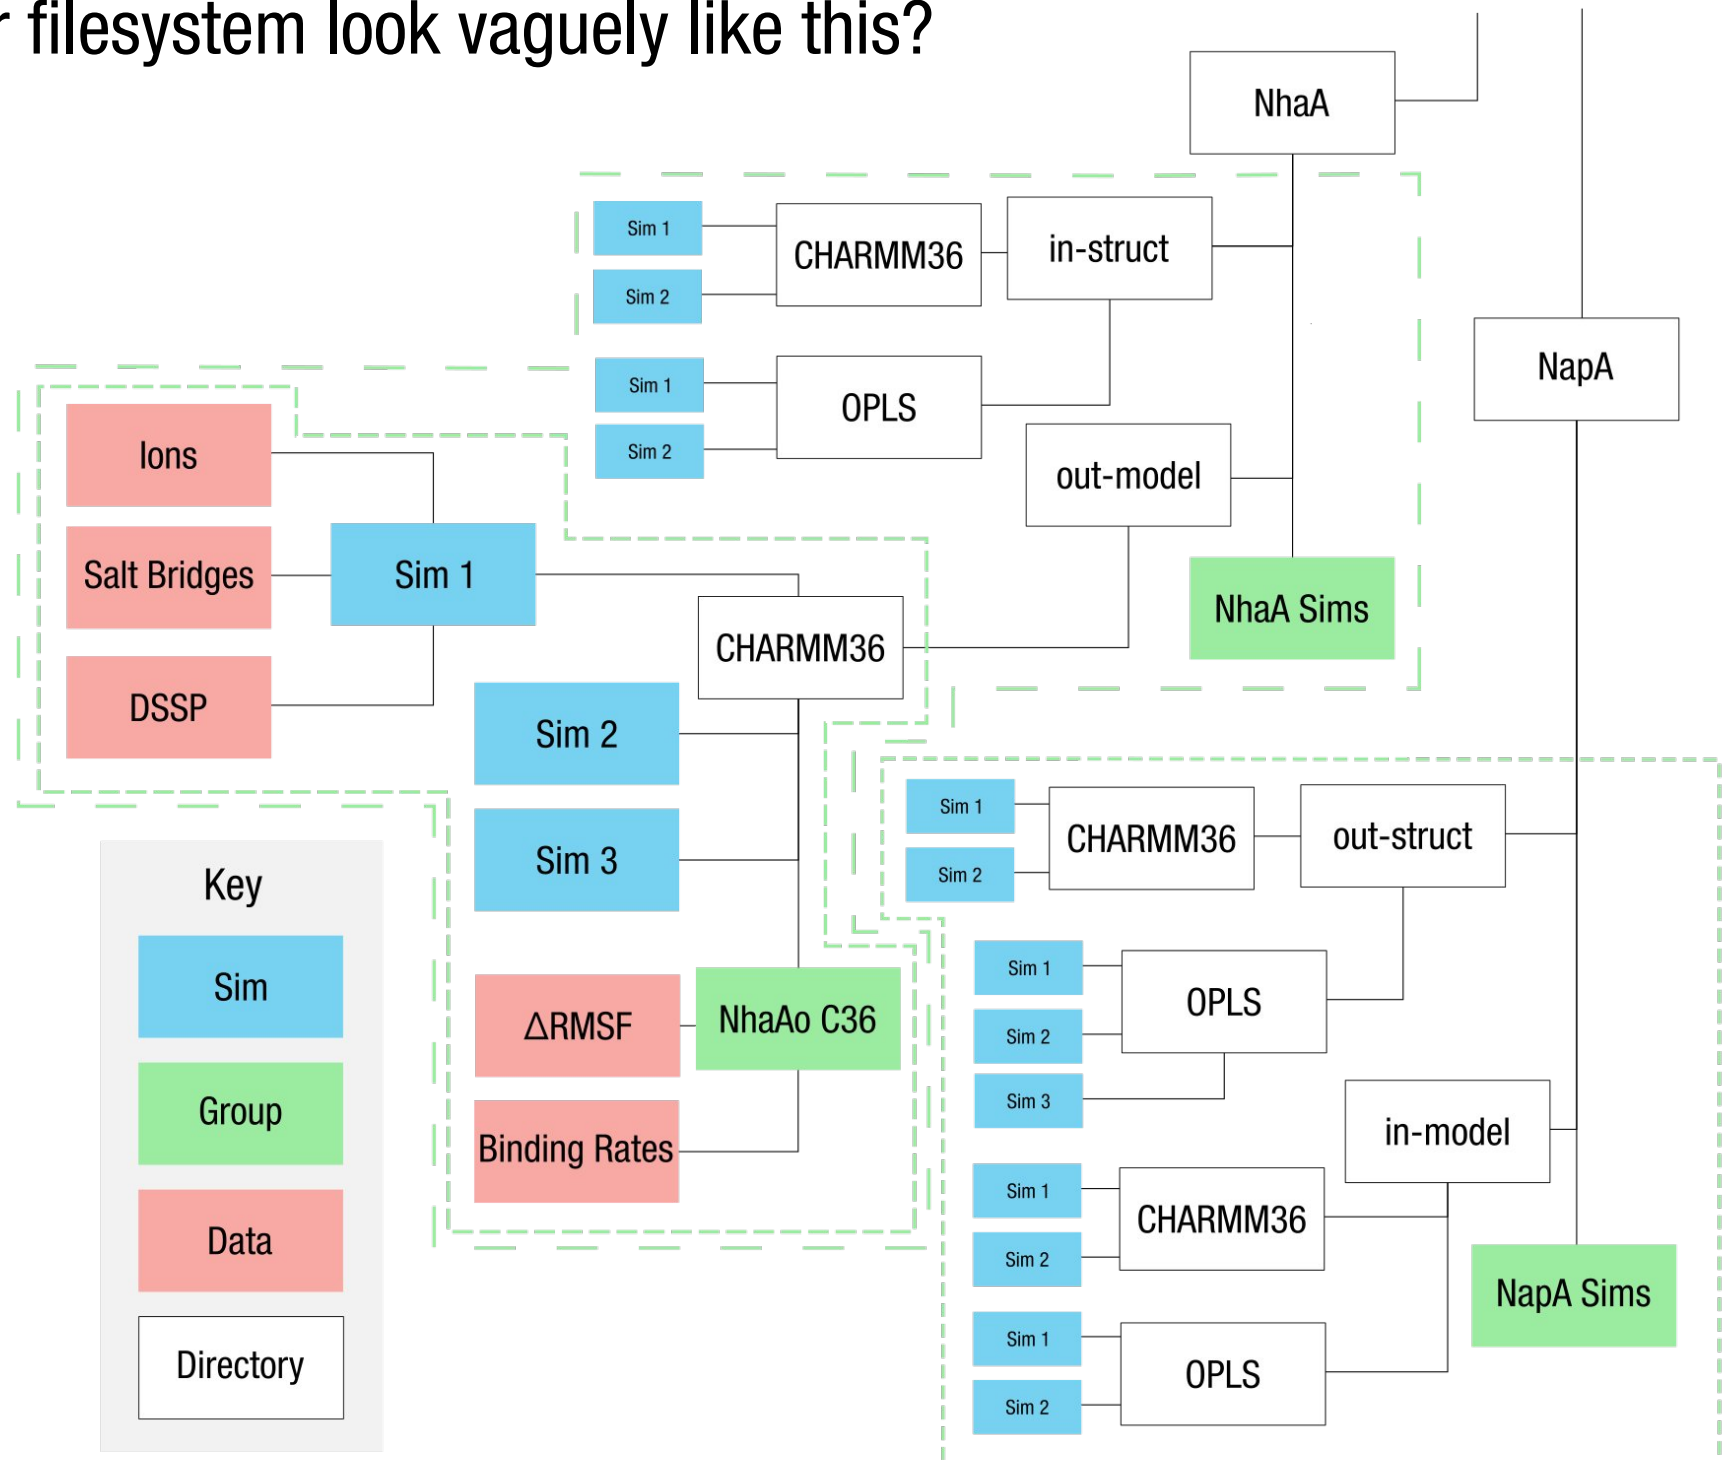 r filesystem look vaguely like this?
NhaA
Sim 1
CHARMM36
in-struct
Sim 2
NapA
Sim 1
OPLS
Sim 2
Ions
out-model
Salt Bridges
Sim 1
NhaA Sims
CHARMM36
DSSP
Sim 2
Sim 1
CHARMM36
out-struct
Sim 3
Sim 2
Key
Sim
Sim 1
OPLS
ΔRMSF
NhaAo C36
Sim 2
Group
Sim 3
in-model
Binding Rates
Sim 1
CHARMM36
Data
Sim 2
NapA Sims
Directory
Sim 1
OPLS
Sim 2